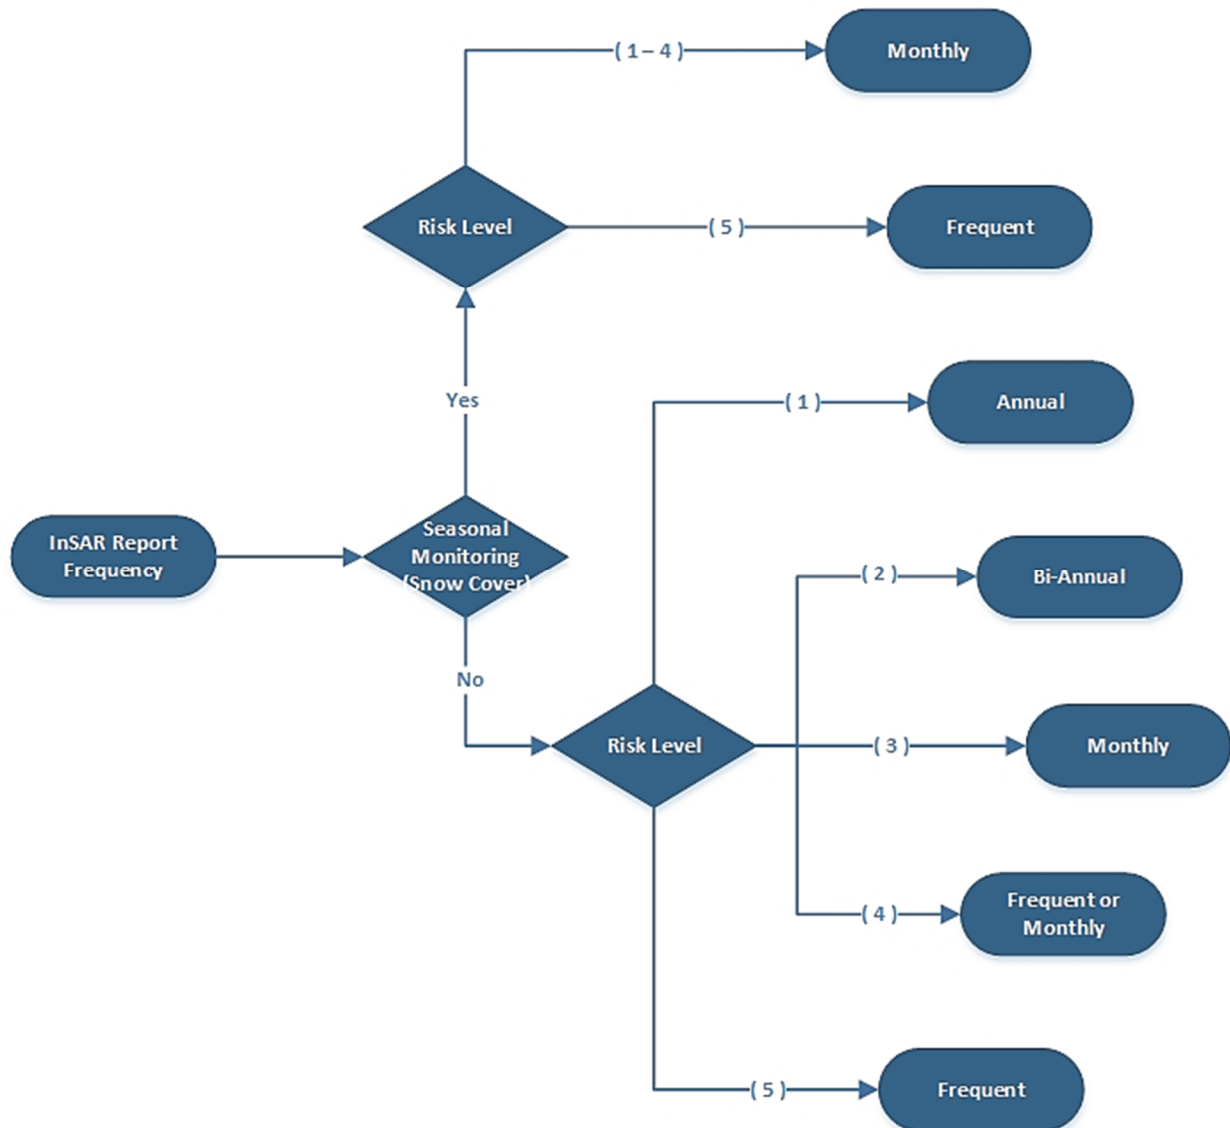 ( 1 – 4 )
Monthly
Risk Level
( 5 )
Frequent
Yes
( 1 )
Annual
InSAR Report
Frequency
Seasonal
Monitoring
(Snow Cover)
( 2 )
Bi-Annual
No
Risk Level
( 3 )
Monthly
( 4 )
Frequent or
Monthly
( 5 )
Frequent